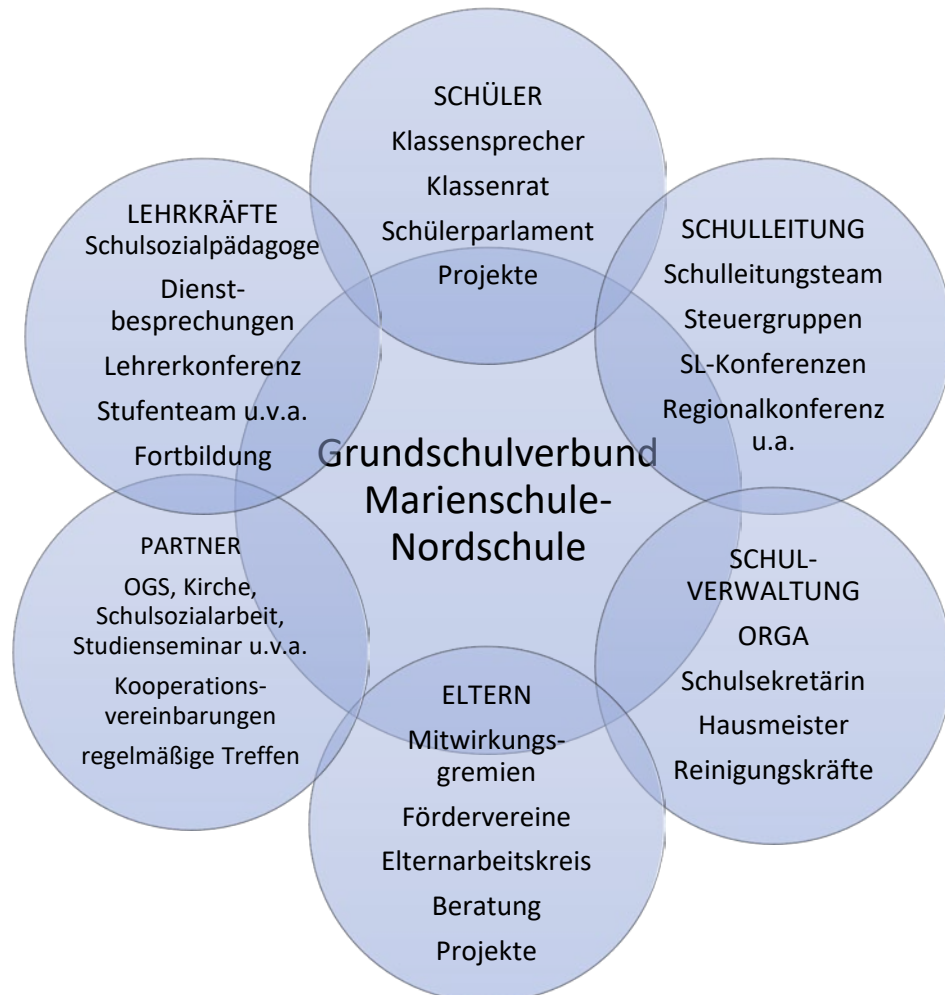 SCHÜLER
Klassensprecher
Klassenrat
Schülerparlament
Projekte
LEHRKRÄFTE
Schulsozialpädagoge
Dienst-
besprechungen
Lehrerkonferenz
Stufenteam u.v.a.
Fortbildung
SCHULLEITUNG
Schulleitungsteam
Steuergruppen
SL-Konferenzen
Regionalkonferenz
u.a.
Grundschulverbund
Marienschule-
Nordschule
PARTNER
OGS, Kirche,
Schulsozialarbeit,
Studienseminar u.v.a.
Kooperations-
vereinbarungen
regelmäßige Treffen
SCHUL-
VERWALTUNG
ORGA
Schulsekretärin
Hausmeister
Reinigungskräfte
ELTERN
Mitwirkungs-
gremien
Fördervereine
Elternarbeitskreis
Beratung
Projekte